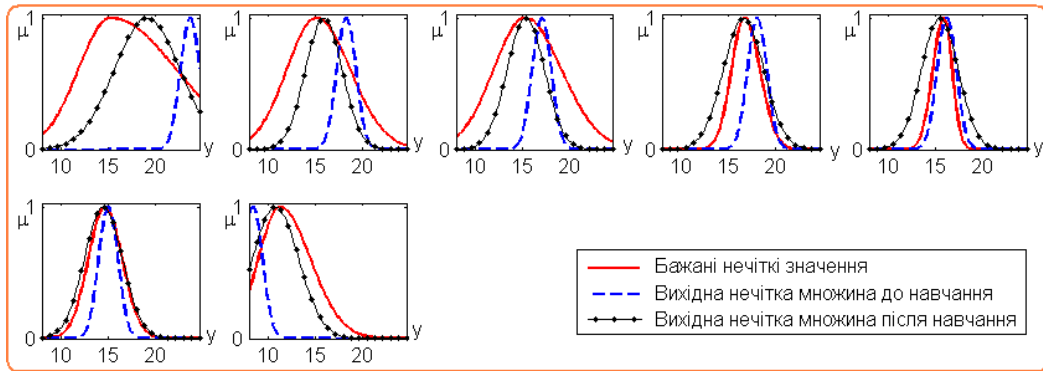 1 μ 0 10 15 20 y
1 μ 0 10 15 20 y
1 μ 0 10 15 20 y
1 μ 0 10 15 20 y
1 μ 0 10 15 20 y
1 μ 0 10 15 20 y
1 μ 0 10 15 20 y
Бажані нечіткі значення
Вихідна нечітка множина до навчання
Вихідна нечітка множина після навчання